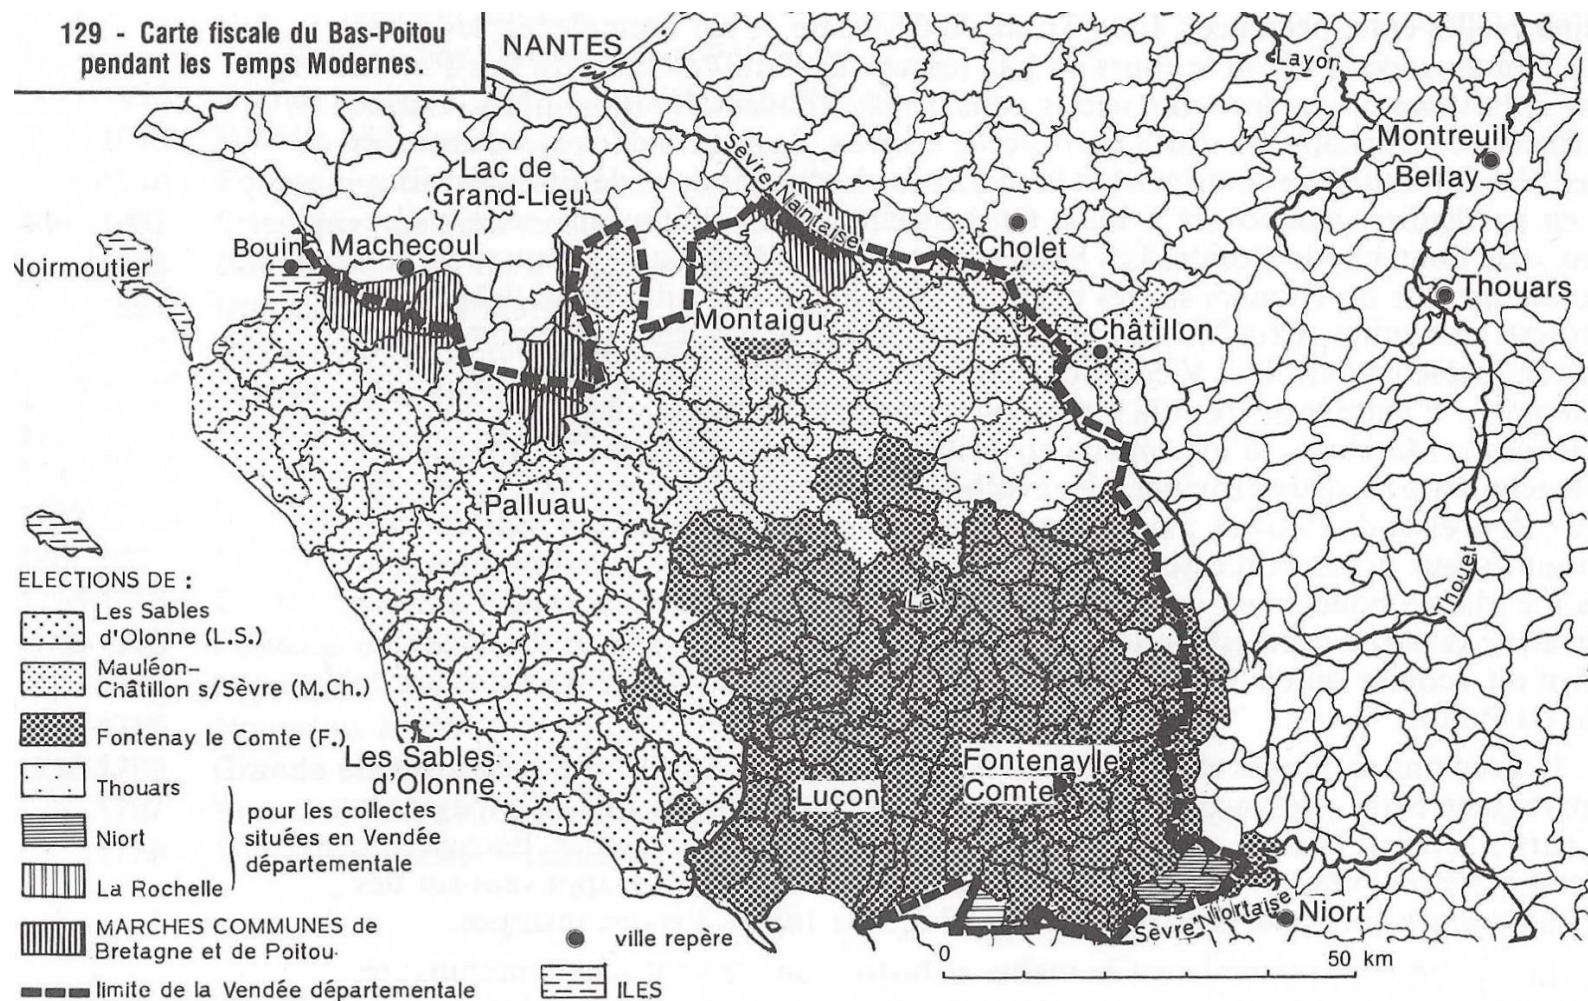 129 - Carte fiscale du Bas-Poitou
pendant les Temps Modernes.
NANTES
Layon
Montreuil
Bellay
Sèvre Naintaise
Lac de
Grand-Lieu
Cholet
Bouin
Machecoul
Noirmoutier
Thouars
Montaigu
Châtillon
Palluau
Thouet
Lay
ELECTIONS DE :
Les Sables
d'Olonne (L.S.)
Mauléon-
Châtillon s/Sèvre (M.Ch.)
Fontenay le Comte (F.)
Thouars
Niort
La Rochelle
pour les collectes
situées en Vendée
départementale
MARCHES COMMUNES de
Bretagne et de Poitou
limite de la Vendée départementale
Les Sables
d'Olonne
Luçon
Fontenaylle
Comte
Sèvre Niortaise
Niort
ville repère
ILES
0
50 km